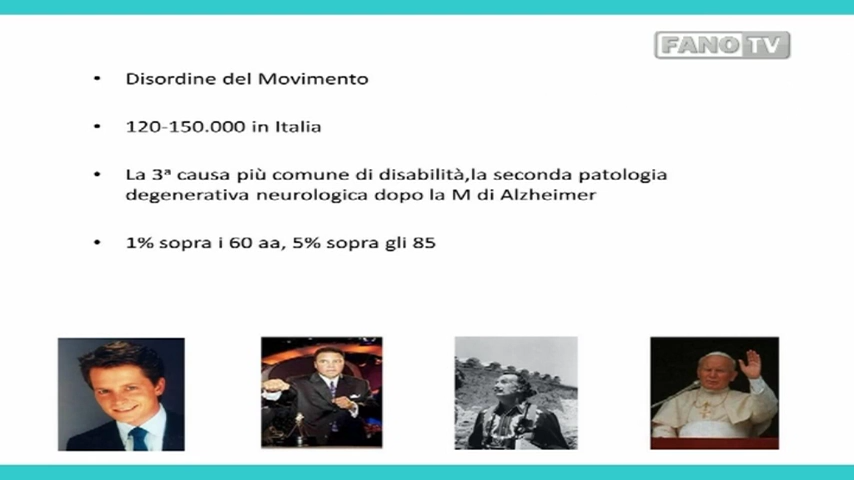 FANO TV
• Disordine del Movimento
• 120-150.000 in Italia
• La 3ª causa più comune di disabilità,la seconda patologia
degenerativa neurologica dopo la M di Alzheimer
• 1% sopra i 60 aa, 5% sopra gli 85